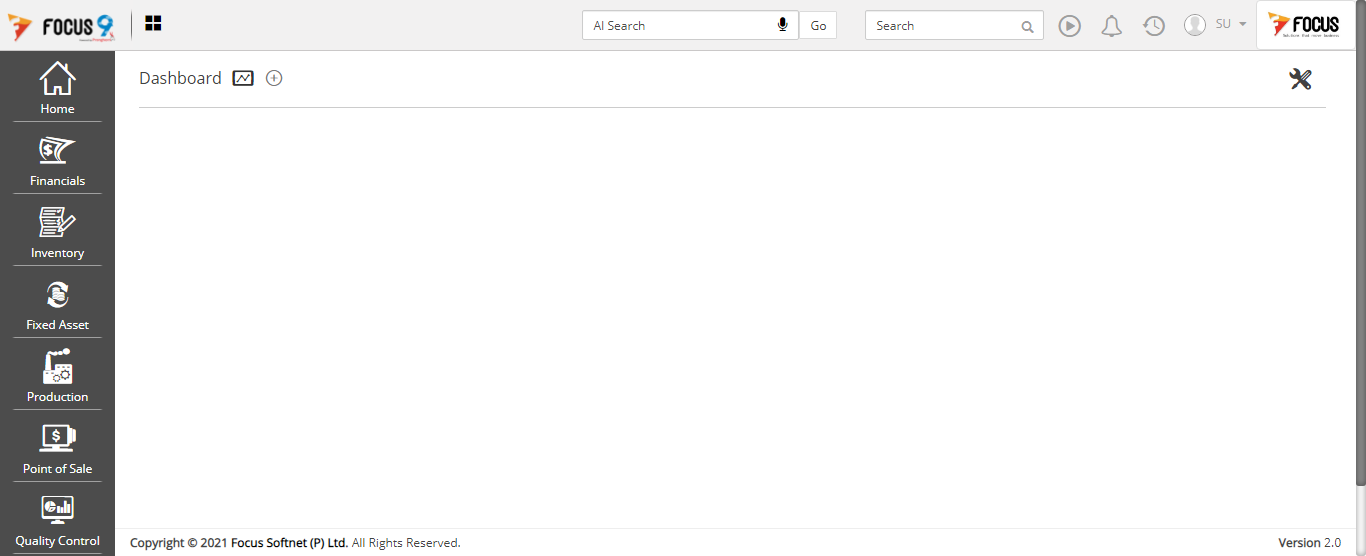 FOCUS 9
AI Search
Go
Search
SU
FOCUS
Home
Financials
Inventory
Fixed Asset
Production
Point of Sale
Quality Control
Dashboard
Copyright © 2021 Focus Softnet (P) Ltd. All Rights Reserved.
Version 2.0